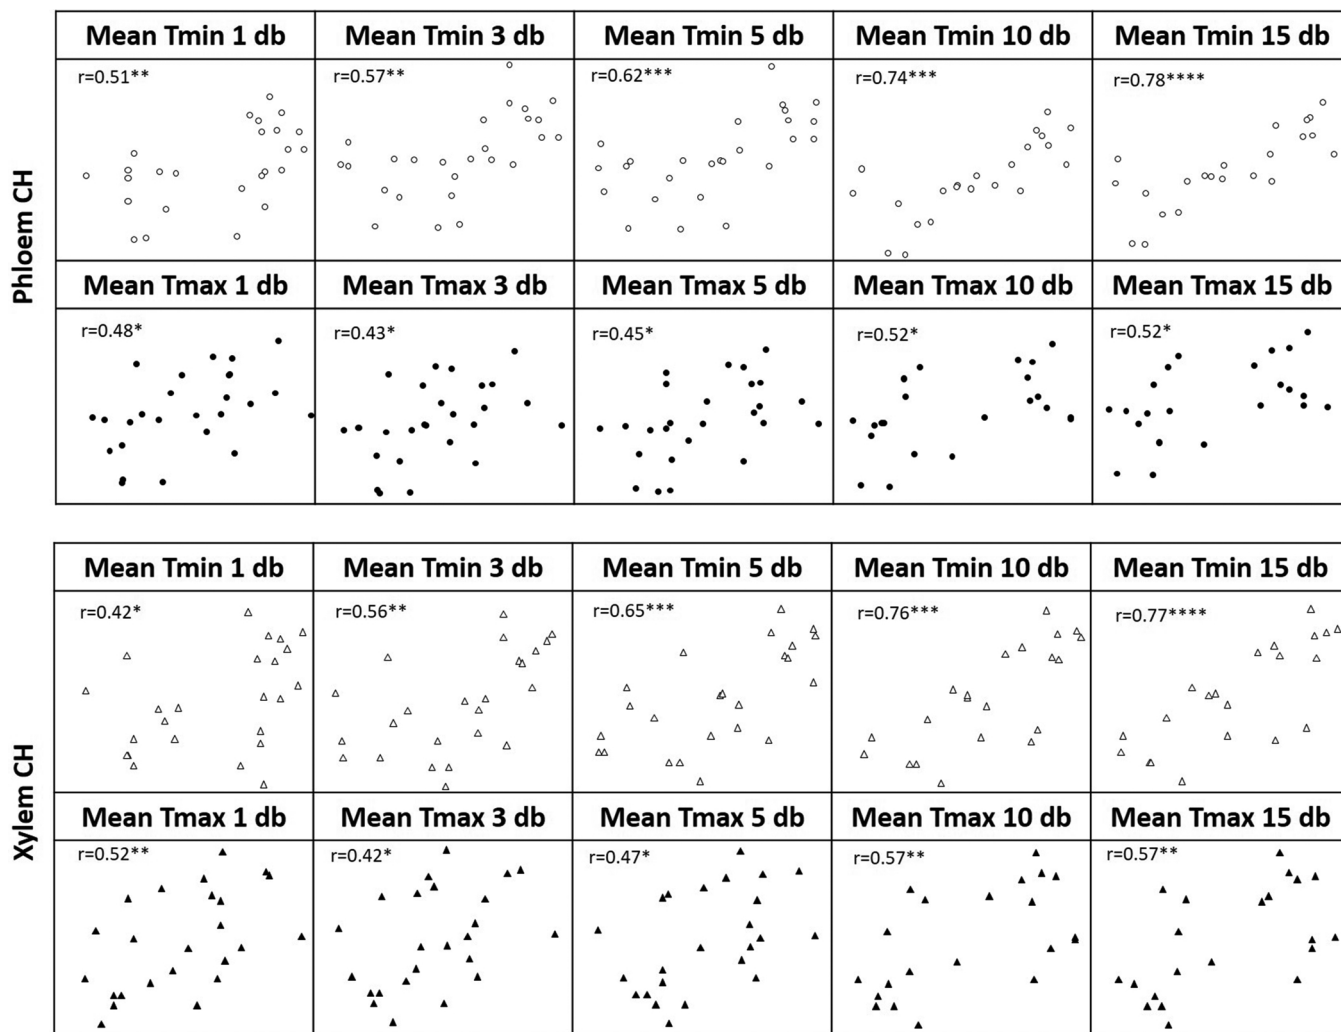 Phloem CH
Mean Tmin 1 db Mean Tmin 3 db Mean Tmin 5 db Mean Tmin 10 db Mean Tmin 15 db
r=0.51** r=0.57** r=0.62*** r=0.74*** r=0.78****
Mean Tmax 1 db Mean Tmax 3 db Mean Tmax 5 db Mean Tmax 10 db Mean Tmax 15 db
r=0.48* r=0.43* r=0.45* r=0.52* r=0.52*
Xylem CH
Mean Tmin 1 db Mean Tmin 3 db Mean Tmin 5 db Mean Tmin 10 db Mean Tmin 15 db
r=0.42* r=0.56** r=0.65*** r=0.76*** r=0.77****
Mean Tmax 1 db Mean Tmax 3 db Mean Tmax 5 db Mean Tmax 10 db Mean Tmax 15 db
r=0.52** r=0.42* r=0.47* r=0.57** r=0.57**